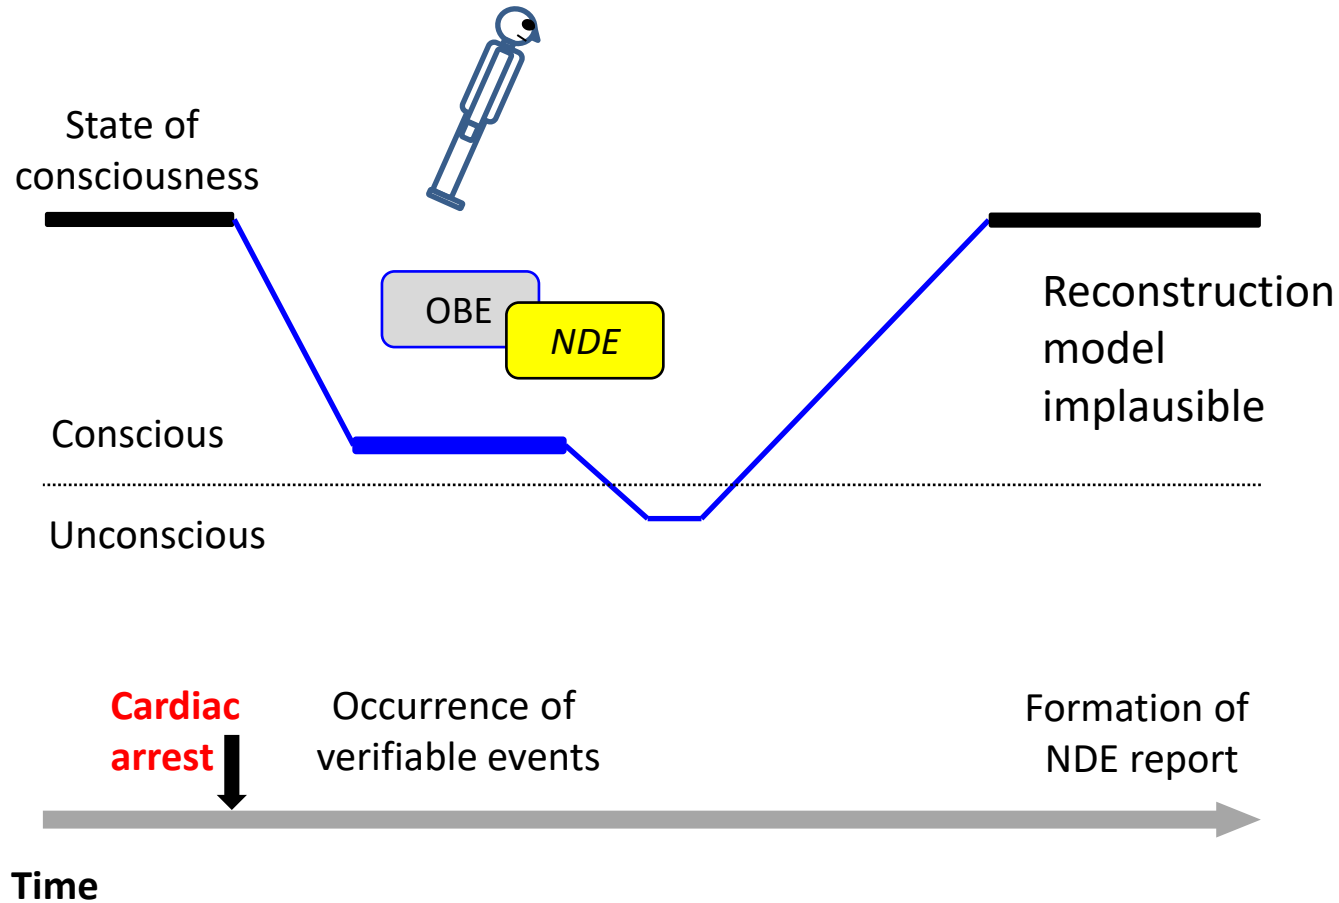 State of
consciousness
OBE
NDE
Reconstruction
model
implausible
Conscious
Unconscious
Cardiac
arrest
Occurrence of
verifiable events
Formation of
NDE report
Time